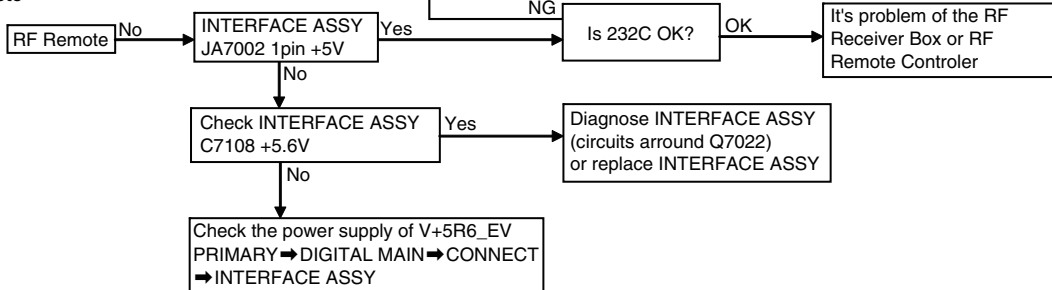 NG
RF Remote
No
INTERFACE ASSY
JA7002 1pin +5V
Yes
Is 232C OK?
OK
It's problem of the RF
Receiver Box or RF
Remote Controler
No
Check INTERFACE ASSY
C7108 +5.6V
Yes
Diagnose INTERFACE ASSY
(circuits arround Q7022)
or replace INTERFACE ASSY
No
Check the power supply of V+5R6_EV
PRIMARY➡DIGITAL MAIN➡CONNECT
➡INTERFACE ASSY